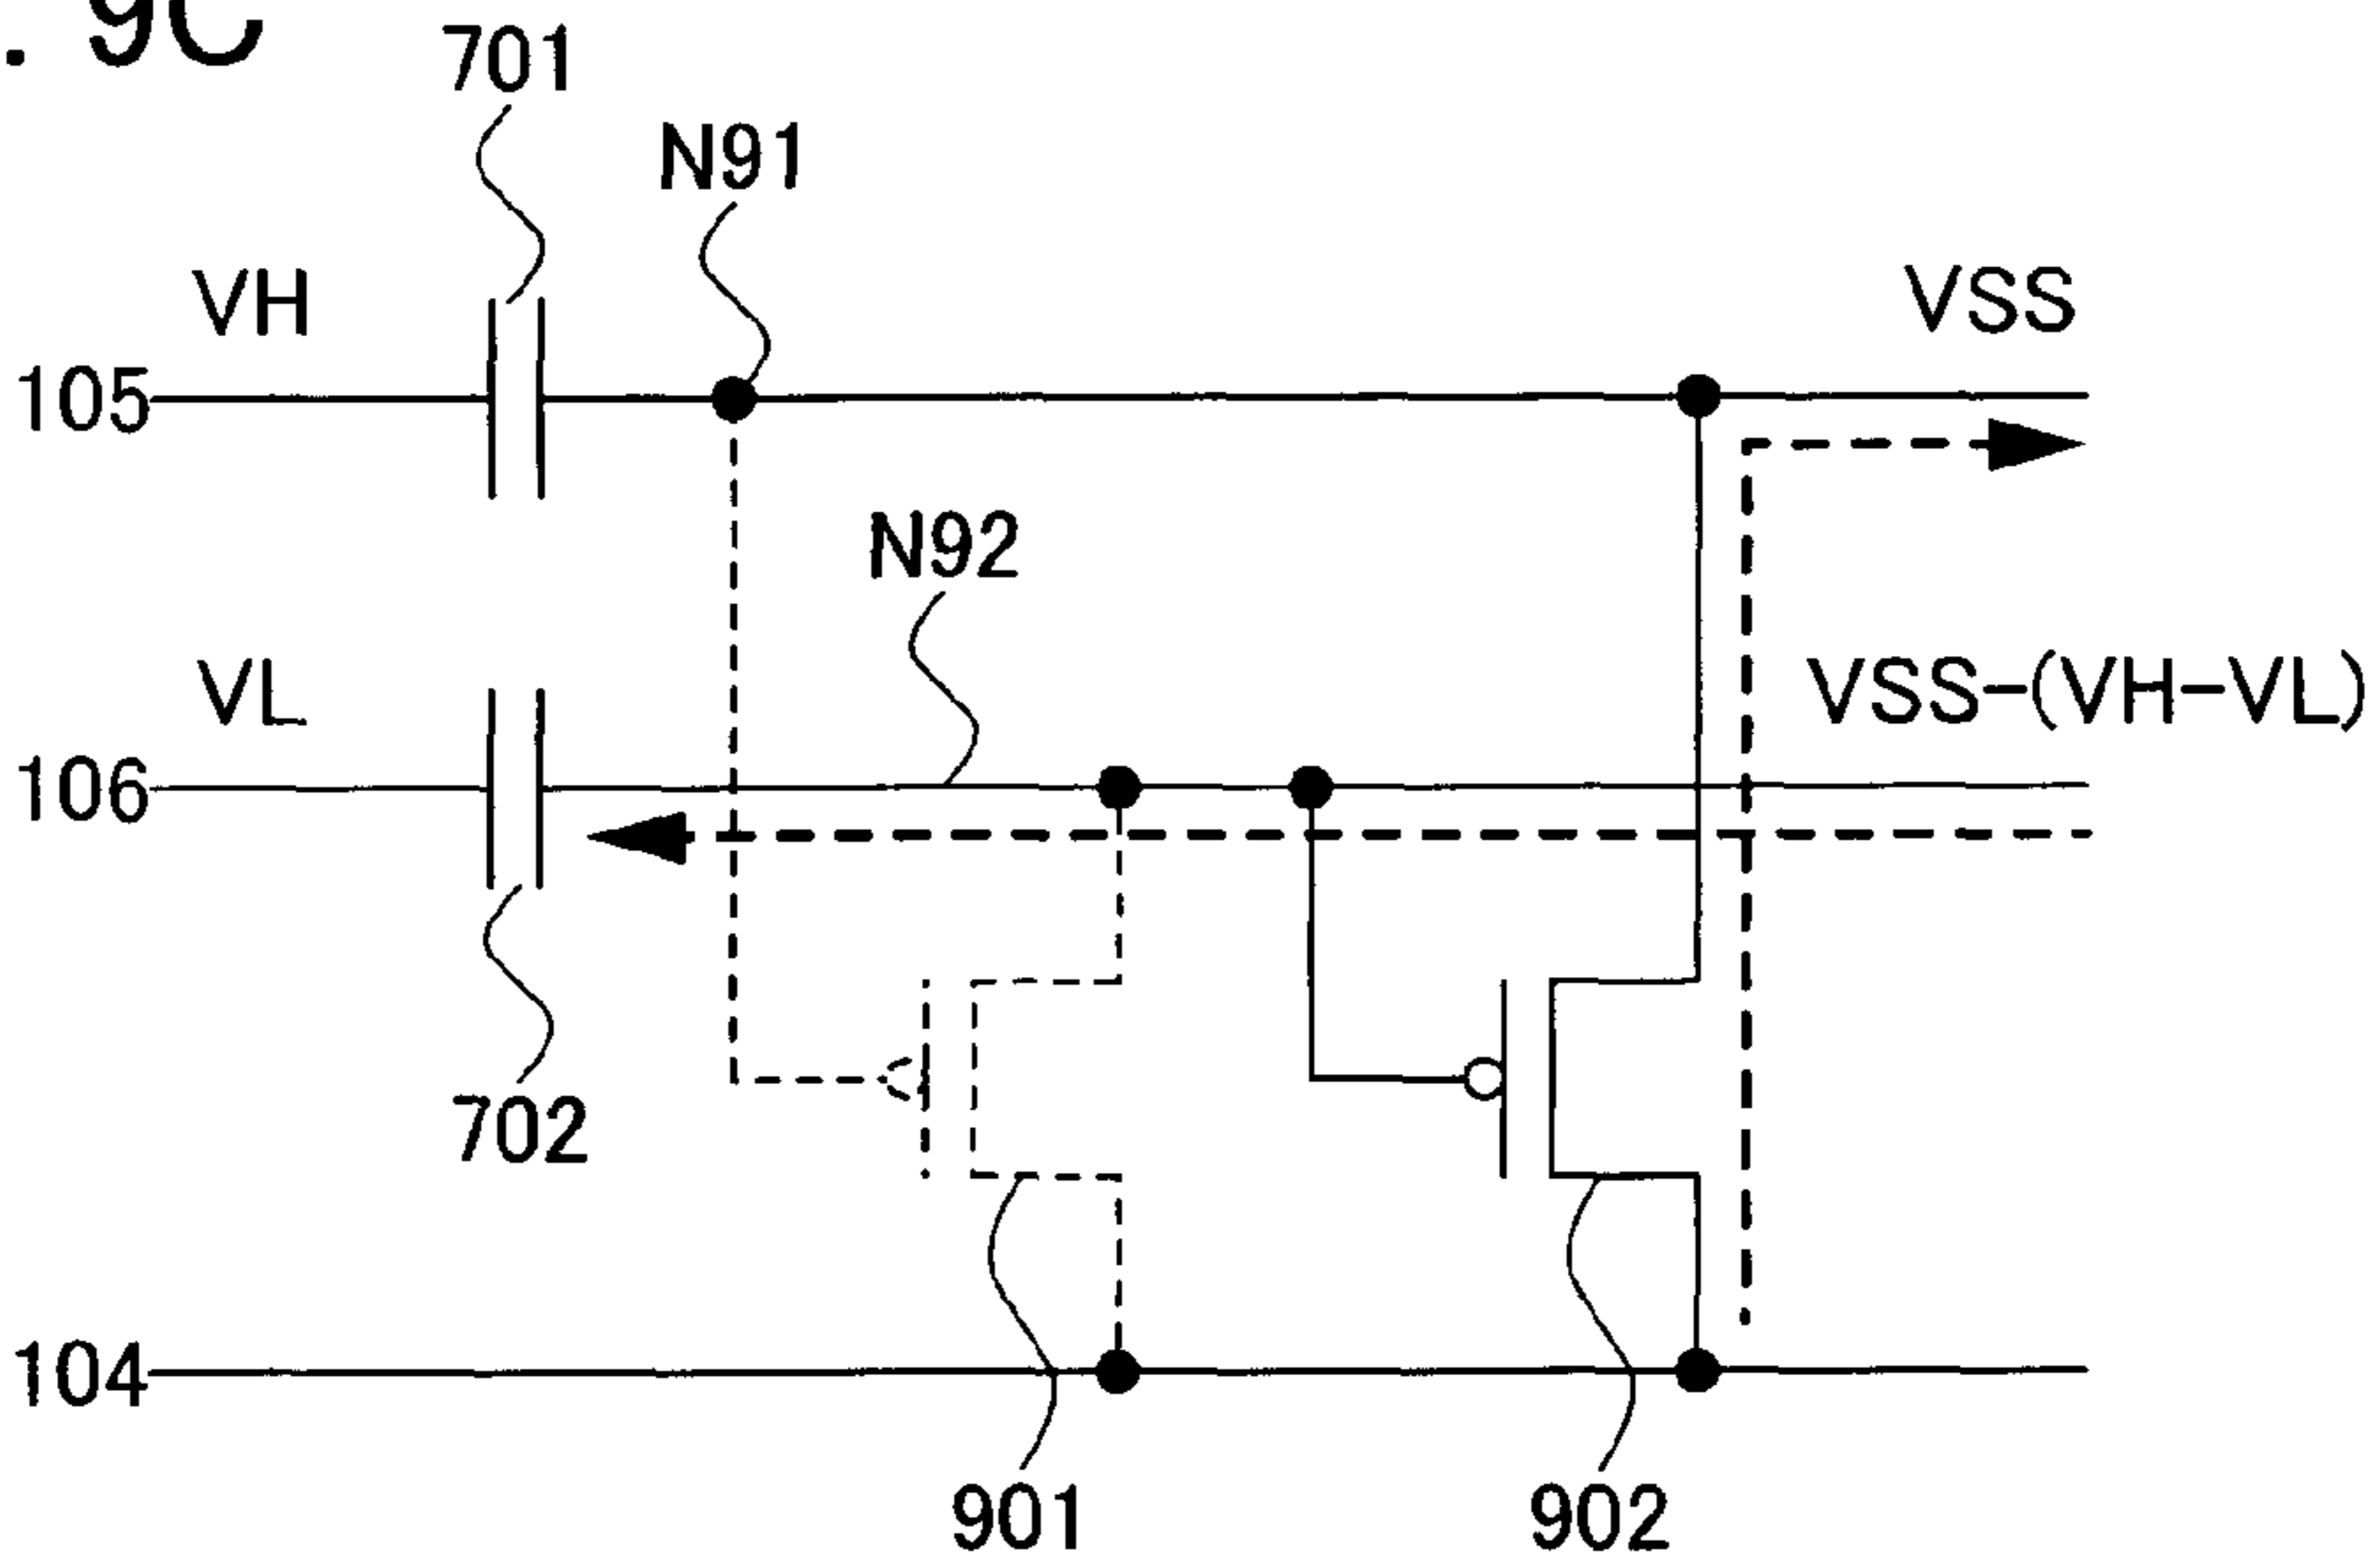 . 9C
701
N91
VH
VSS
105
N92
VL
VSS-(VH-VL)
106
702
104
901
902